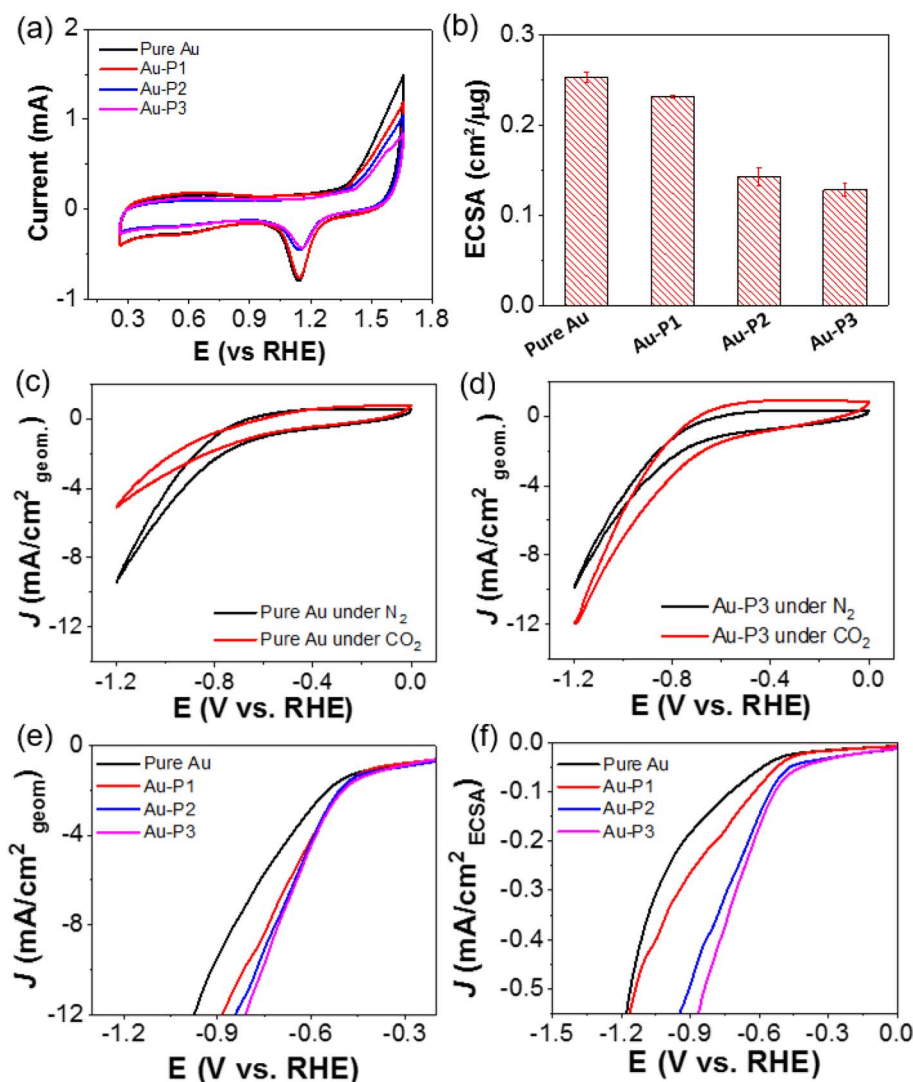 (a)
Pure Au
Au-P1
Au-P2
Au-P3
Current (mA)
2
1
0
-1
0.3 0.6 0.9 1.2 1.5 1.8
E (vs RHE)
(b)
ECSA (cm²/μg)
0.3
0.2
0.1
0.0
Pure Au Au-P1 Au-P2 Au-P3
(c)
J (mA/cm² geom.)
0
-4
-8
-12
Pure Au under N₂
Pure Au under CO₂
-1.2 -0.8 -0.4 0.0
E (V vs. RHE)
(d)
J (mA/cm² geom.)
0
-4
-8
-12
Au-P3 under N₂
Au-P3 under CO₂
-1.2 -0.8 -0.4 0.0
E (V vs. RHE)
(e)
Pure Au
Au-P1
Au-P2
Au-P3
J (mA/cm² geom)
0
-4
-8
-12
-0.9 -0.6 -0.3
E (V vs. RHE)
(f)
Pure Au
Au-P1
Au-P2
Au-P3
J (mA/cm² ECSA)
0.0
-0.1
-0.2
-0.3
-0.4
-0.5
-1.5 -1.2 -0.9 -0.6 -0.3 0.0
E (V vs. RHE)